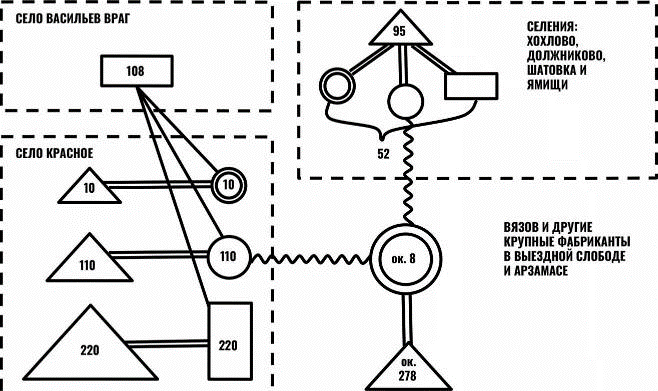 СЕЛО ВАСИЛЬЕВ ВРАГ
108
95
СЕЛЕНИЯ:
ХОХЛОВО,
ДОЛЖНИКОВО,
ШАТОВКА И
ЯМИЩИ
52
СЕЛО КРАСНОЕ
10
10
110
110
220
220
ок. 8
ВЯЗОВ И ДРУГИЕ
КРУПНЫЕ ФАБРИКАНТЫ
В ВЫЕЗДНОЙ СЛОБОДЕ
И АРЗАМАСЕ
ок.
278